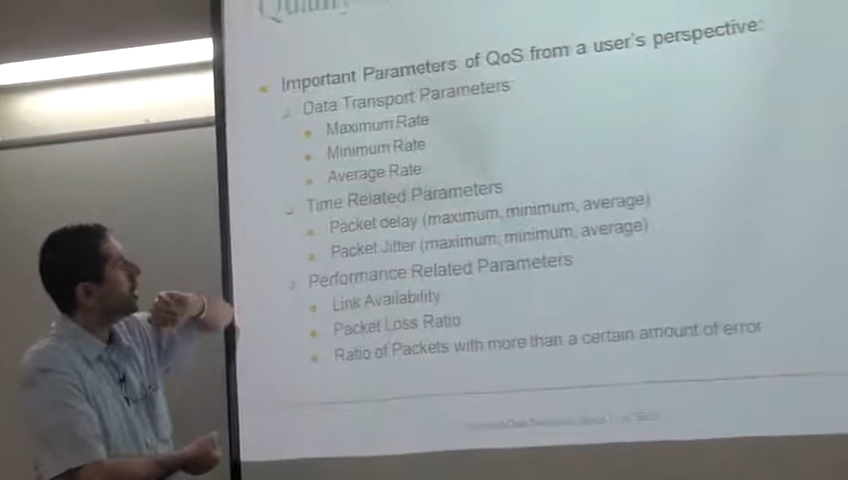 Important Parameters of QoS from a user's perspective:
Data Transport Parameters
Maximum Rate
Minimum Rate
Average Rate
Time Related Parameters
Packet delay (maximum, minimum, average)
Packet Jitter (maximum, minimum, average)
Performance Related Parameters
Link Availability
Packet Loss Ratio
Ratio of Packets with more than a certain amount of error